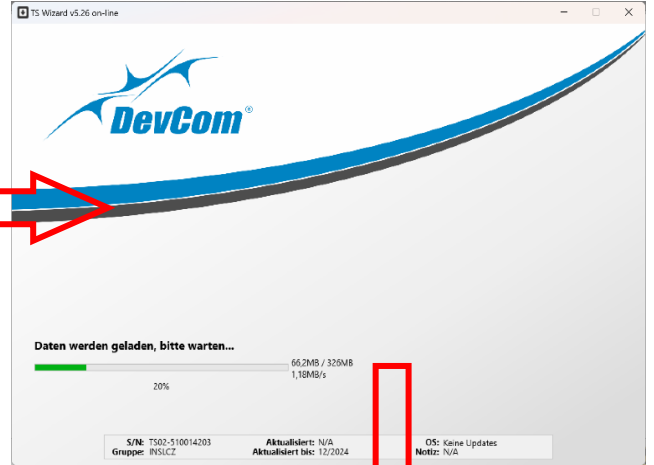 TS Wizard v5.26 on-line
DevCom®
Daten werden geladen, bitte warten...
66,2MB / 326MB
1,18MB/s
20%
S/N: TS02-510014203 Aktualisiert: N/A OS: Keine Updates
Gruppe: INSLCZ Aktualisiert bis: 12/2024 Notiz: N/A